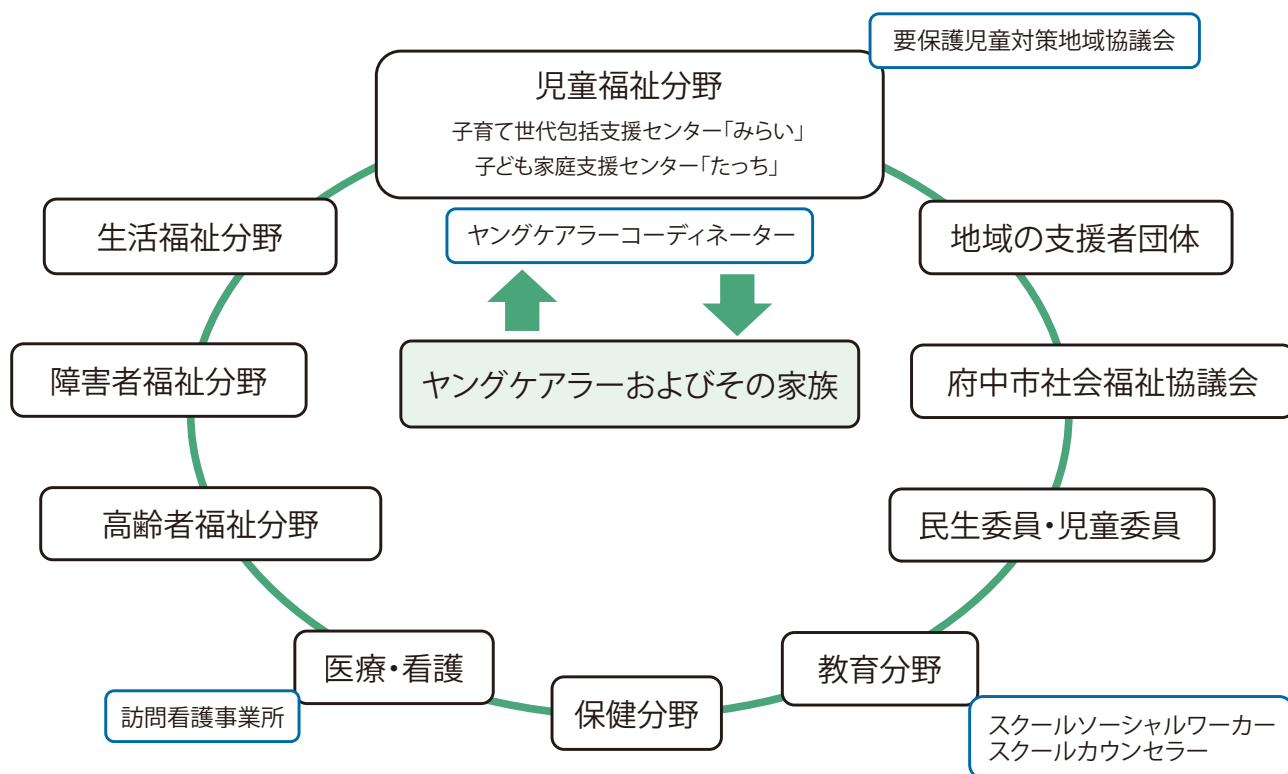 要保護児童対策地域協議会
児童福祉分野
子育て世代包括支援センター「みらい」
子ども家庭支援センター「たっち」
生活福祉分野
ヤングケアラーコーディネーター
地域の支援者団体
障害者福祉分野
ヤングケアラーおよびその家族
府中市社会福祉協議会
高齢者福祉分野
民生委員・児童委員
医療・看護
教育分野
訪問看護事業所
保健分野
スクールソーシャルワーカー
スクールカウンセラー